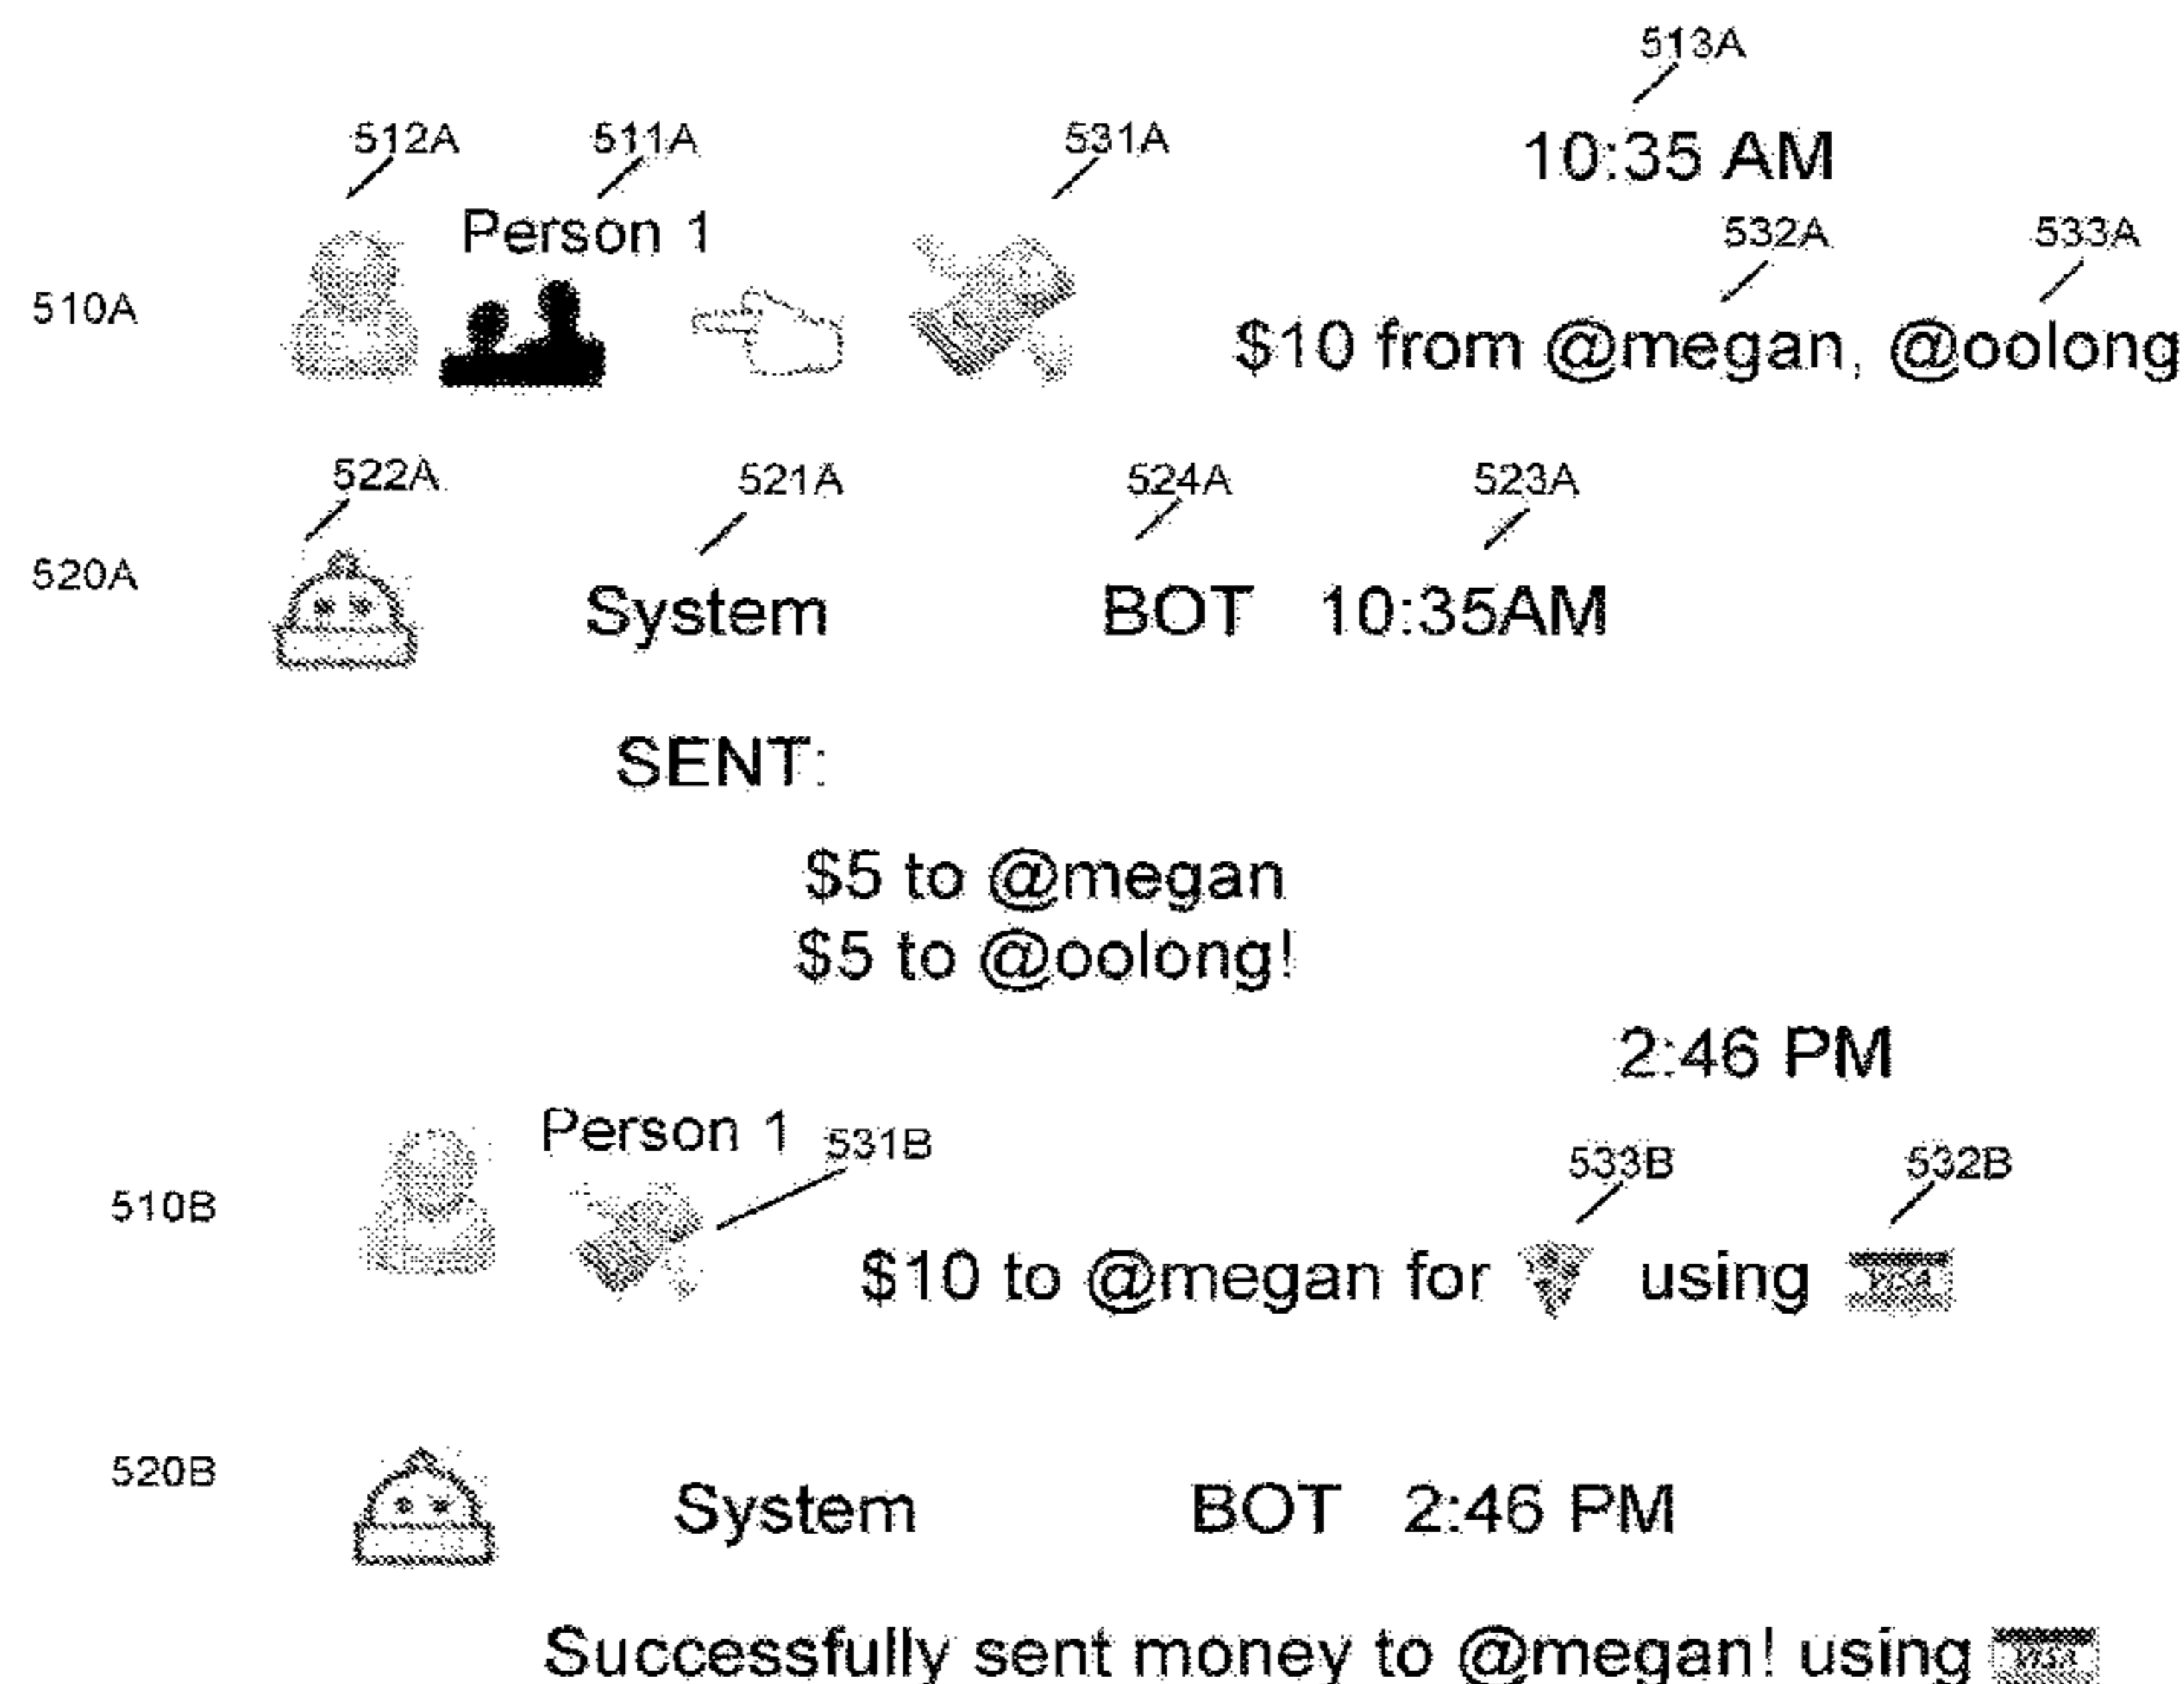 513A
512A 511A 531A 10:35 AM
Person 1 532A 533A
510A $10 from @megan, @oolong
522A 521A 524A 523A
520A System BOT 10:35AM
SENT:
$5 to @megan
$5 to @oolong!
2:46 PM
Person 1 531B 533B 532B
510B $10 to @megan for using VISA
520B System BOT 2:46 PM
Successfully sent money to @megan! using VISA